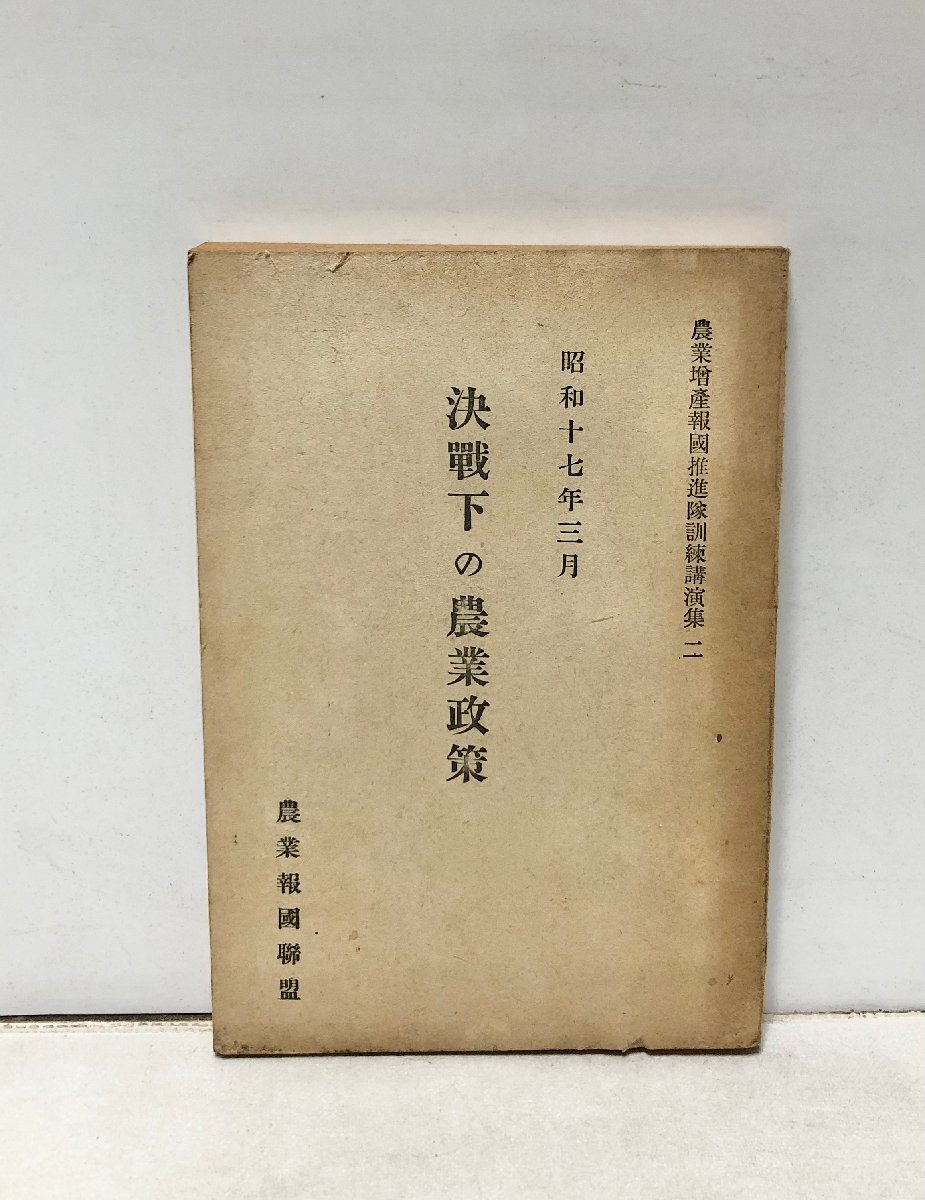 農業增產報國推進隊訓練講演集 二
昭和十七年三月
決戰下の農業政策
農業報國聯盟